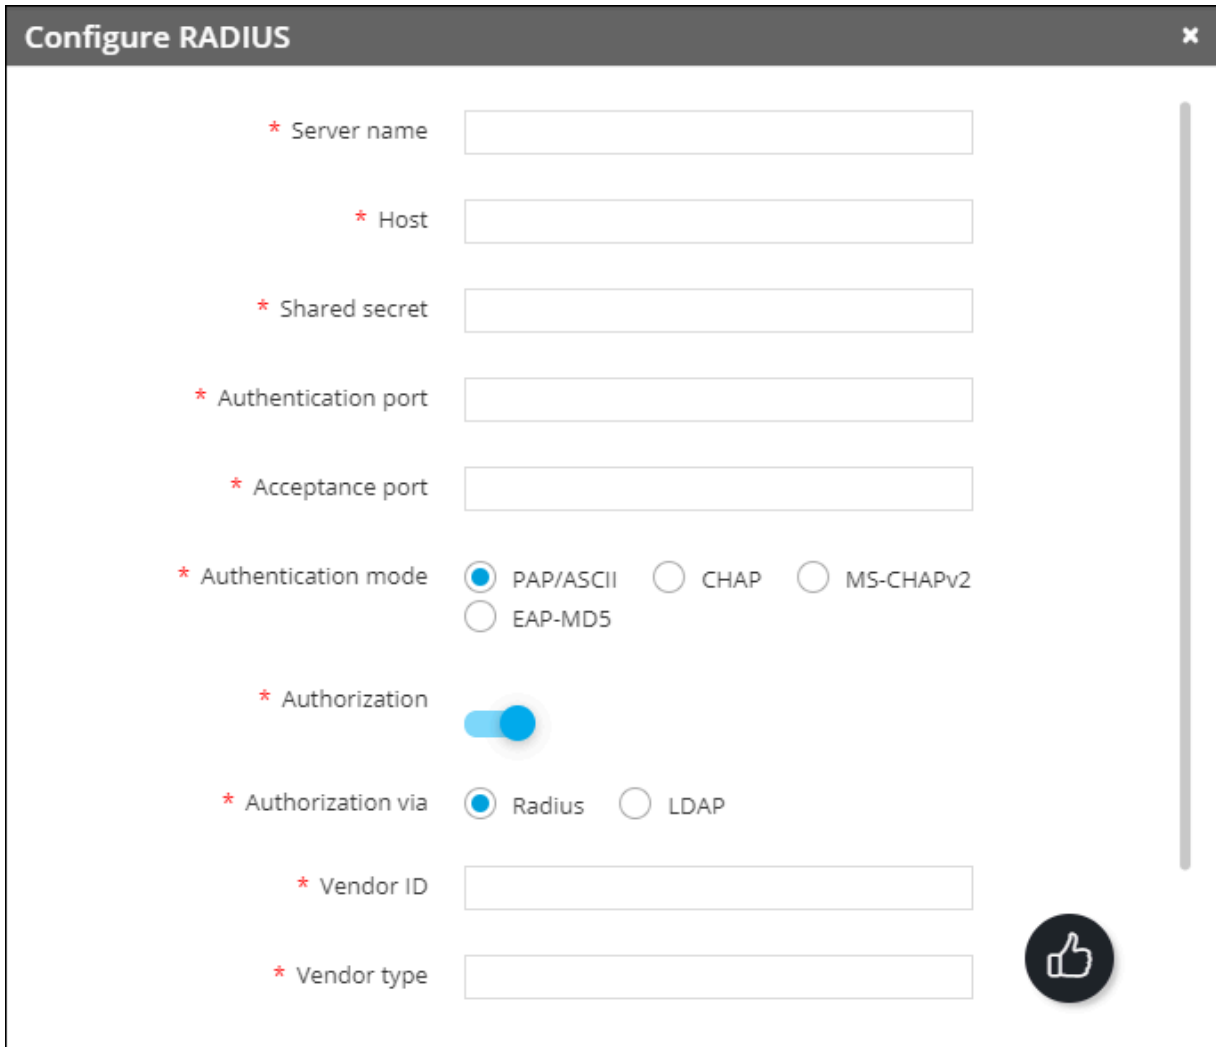 Configure RADIUS
* Server name
* Host
* Shared secret
* Authentication port
* Acceptance port
* Authentication mode PAP/ASCII CHAP MS-CHAPv2
EAP-MD5
* Authorization
* Authorization via Radius LDAP
* Vendor ID
* Vendor type